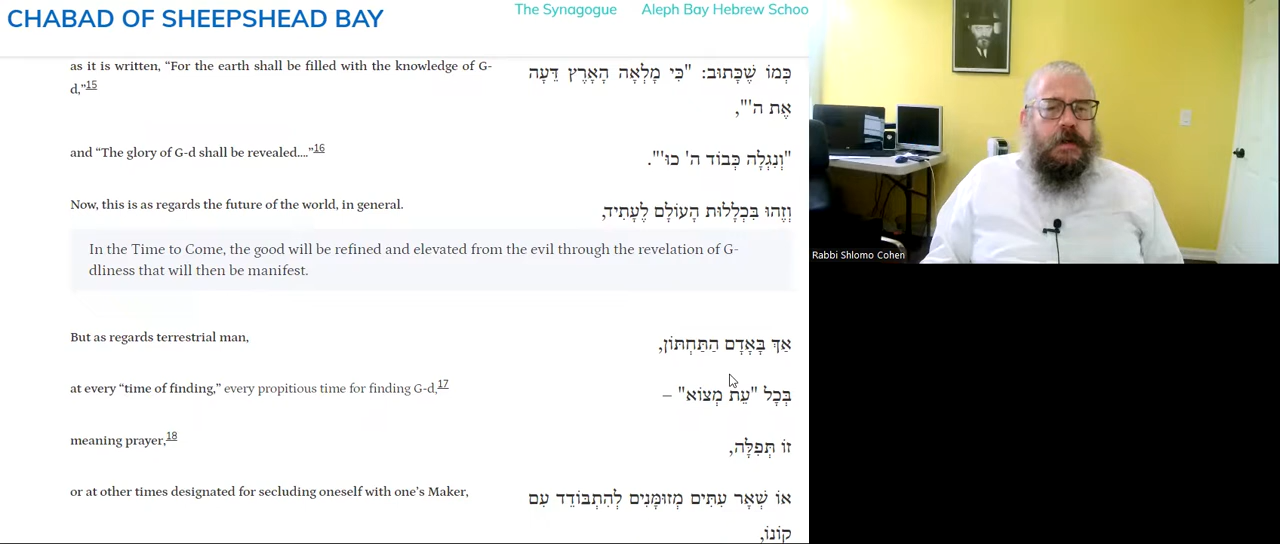 CHABAD OF SHEEPSHEAD BAY
The Synagogue Aleph Bay Hebrew Schoo
as it is written, “For the earth shall be filled with the knowledge of G-
d,”15
כְּמוֹ שֶׁכָּתוּב: "כִּי מָלְאָה הָאָרֶץ דֵּעָה
אֶת ה'",
and “The glory of G-d shall be revealed....”16
"וְנִגְלָה כְּבוֹד ה' כוּ'".
Now, this is as regards the future of the world, in general.
וְזֶהוּ בִּכְלָלוּת הָעוֹלָם לֶעָתִיד,
In the Time to Come, the good will be refined and elevated from the evil through the revelation of G-
dliness that will then be manifest.
But as regards terrestrial man,
אַךְ בָּאָדָם הַתַּחְתּוֹן,
at every “time of finding,” every propitious time for finding G-d,17
בְּכָל "עֵת מְצוֹא" –
meaning prayer,18
זוֹ תְּפִלָּה,
or at other times designated for secluding oneself with one’s Maker,
אוֹ שְׁאָר עִתִּים מְזוּמָּנִים לְהִתְבּוֹדֵד עִם
קוֹנוֹ,
Rabbi Shlomo Cohen